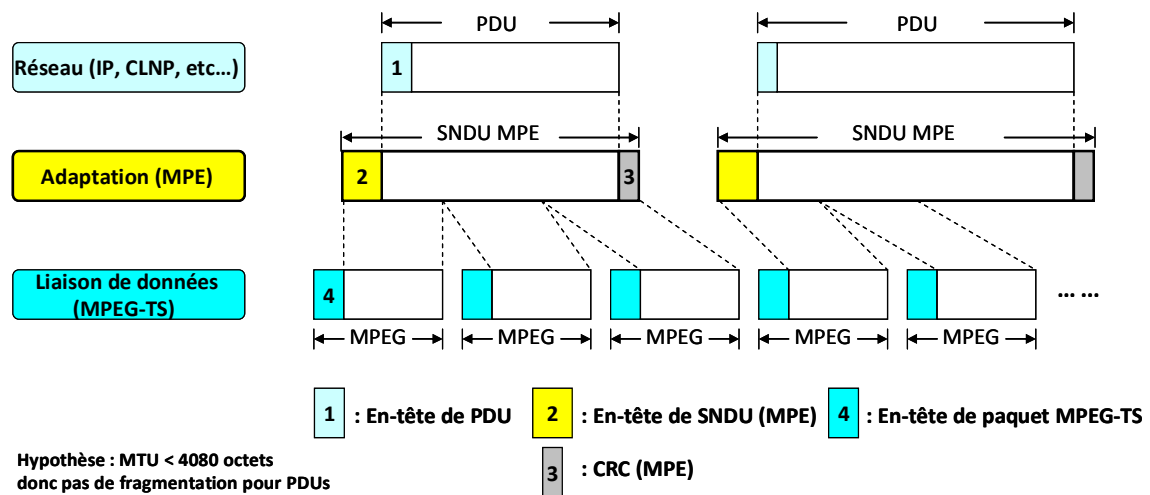 PDU
PDU
Réseau (IP, CLNP, etc…)
1
SNDU MPE
SNDU MPE
Adaptation (MPE)
2
3
Liaison de données
(MPEG-TS)
4
... ...
MPEG
MPEG
MPEG
MPEG
MPEG
1 : En-tête de PDU
2 : En-tête de SNDU (MPE)
4 : En-tête de paquet MPEG-TS
3 : CRC (MPE)
Hypothèse : MTU < 4080 octets
donc pas de fragmentation pour PDUs